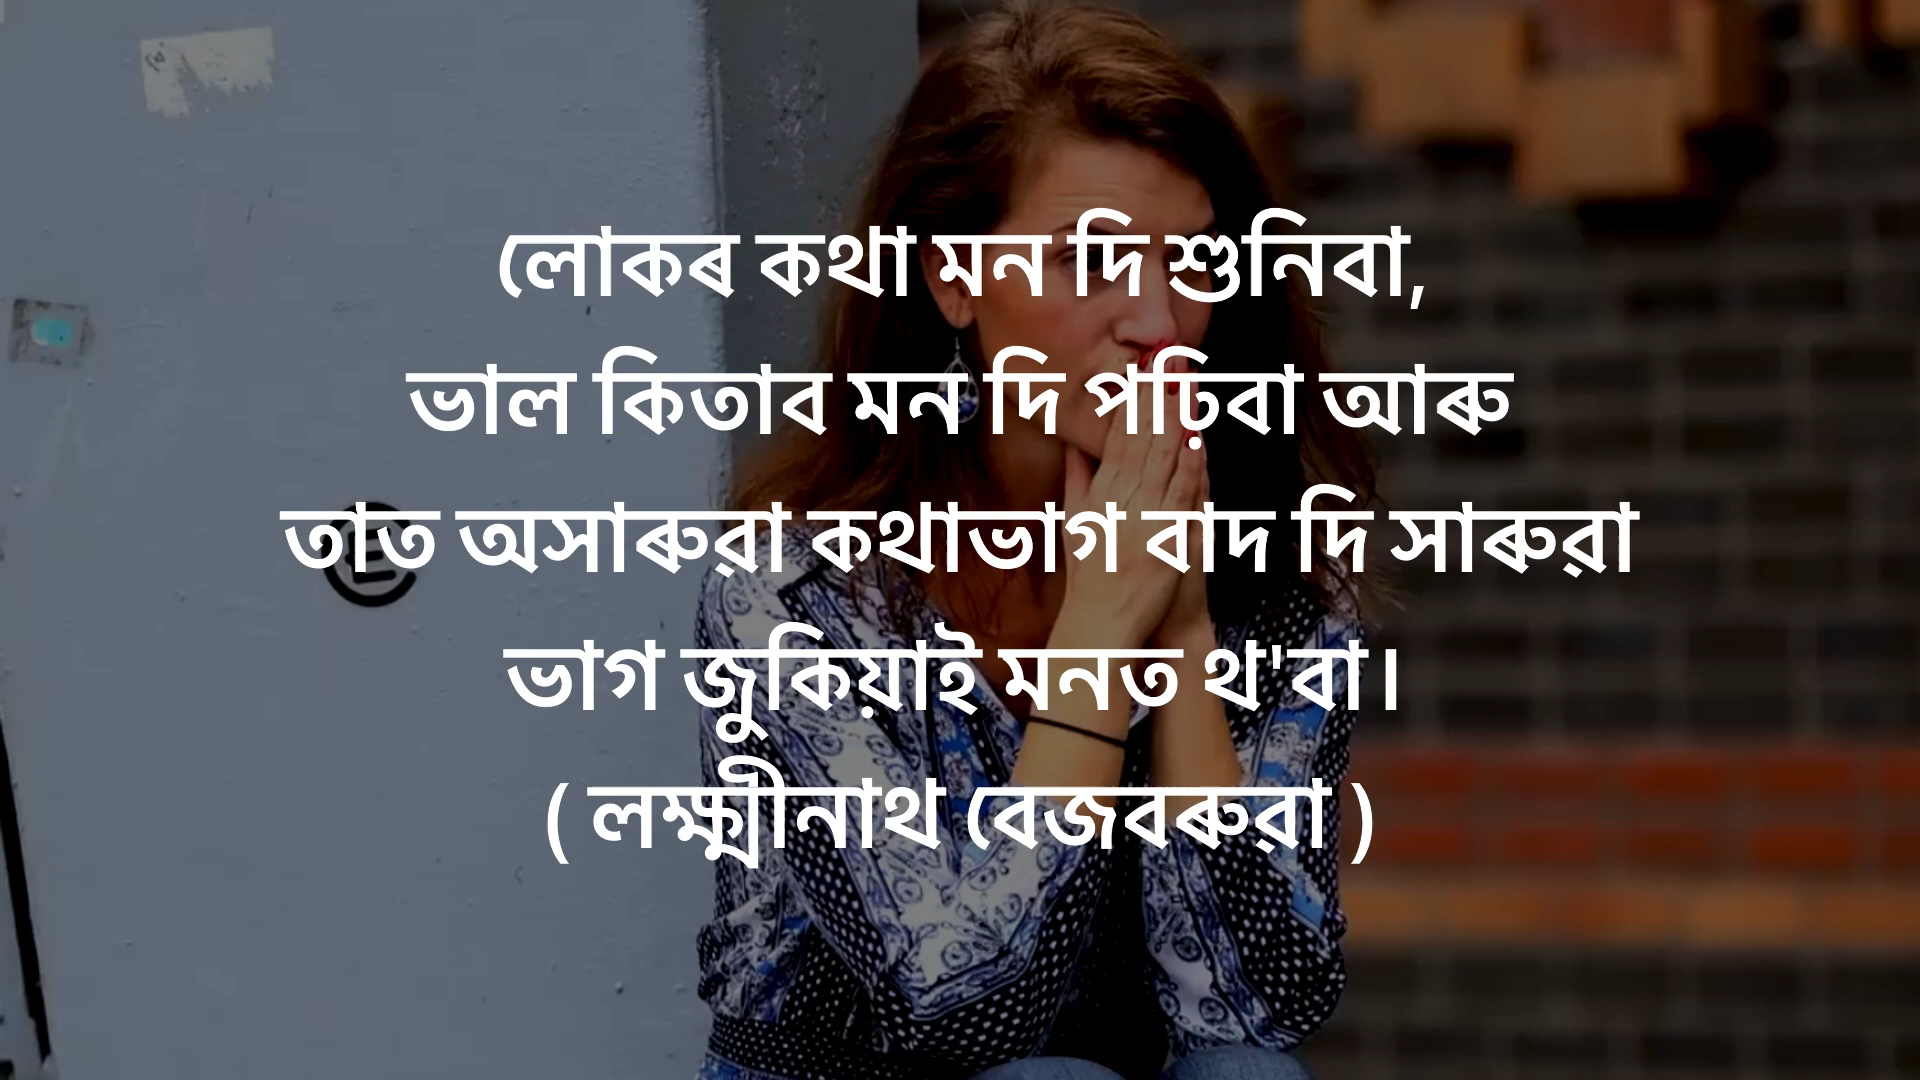 লোকৰ কথা মন দি শুনিবা,
ভাল কিতাব মন দি পঢ়িবা আৰু
তাত অসাৰুৱা কথাভাগ বাদ দি সাৰুৱা
ভাগ জুকিয়াই মনত থ'বা।
( লক্ষ্মীনাথ বেজবৰুৱা )